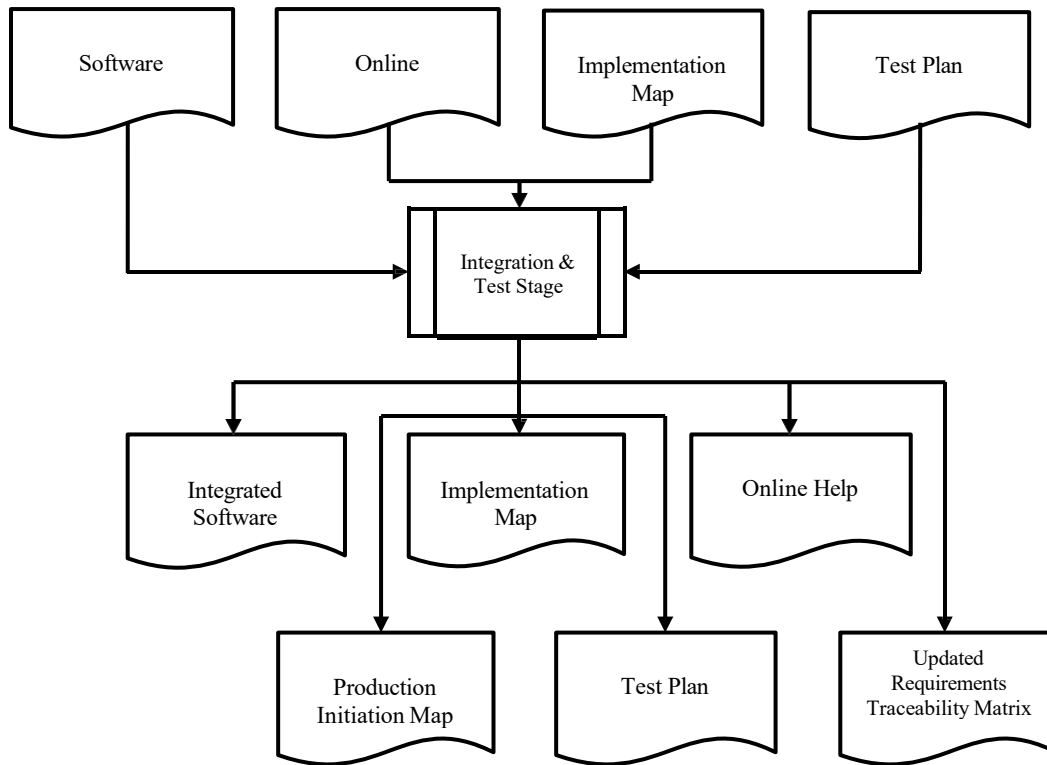 Software
Online
Implementation
Map
Test Plan
Integration &
Test Stage
Integrated
Software
Implementation
Map
Online Help
Production
Initiation Map
Test Plan
Updated
Requirements
Traceability Matrix